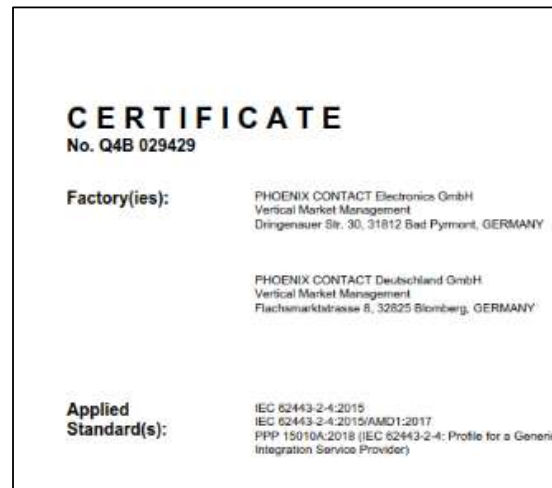 CERTIFICATE
No. Q4B 029429
Factory(ies):
PHOENIX CONTACT Electronics GmbH
Vertical Market Management
Dringenauer Str. 30, 31812 Bad Pyrmont, GERMANY
PHOENIX CONTACT Deutschland GmbH
Vertical Market Management
Flachsmarktstrasse 8, 32825 Blomberg, GERMANY
Applied
Standard(s):
IEC 62443-2-4:2015
IEC 62443-2-4:2015/AMD1:2017
PPP 15010A:2018 (IEC 62443-2-4: Profile for a Generi
Integration Service Provider)